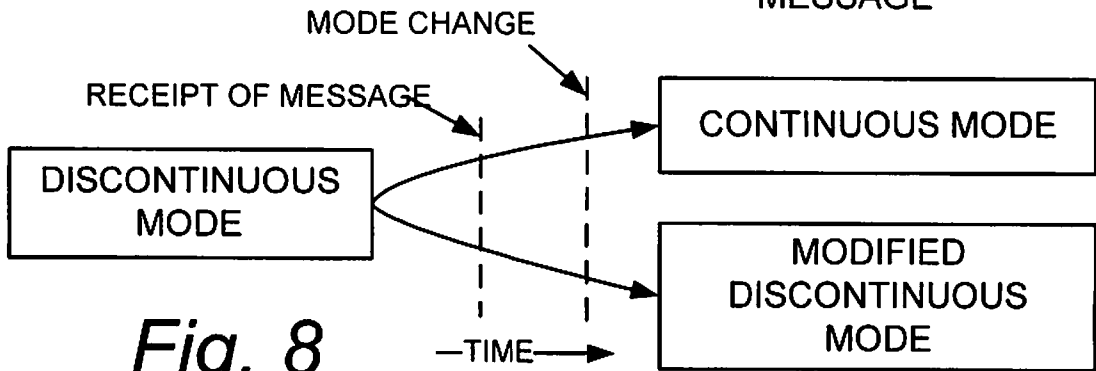 MESSAGE
MODE CHANGE
RECEIPT OF MESSAGE
CONTINUOUS MODE
DISCONTINUOUS
MODE
MODIFIED
DISCONTINUOUS
MODE
Fig. 8
TIME